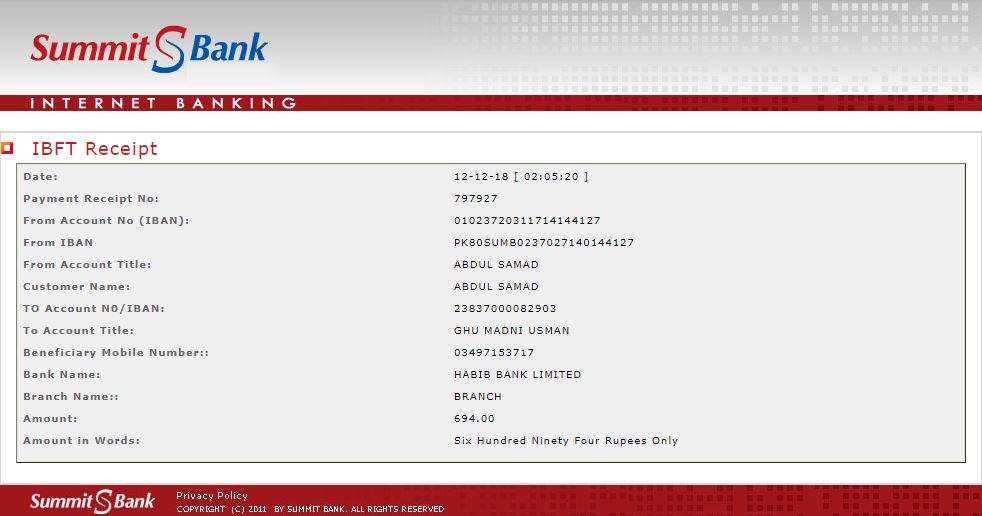 Summit S Bank
INTERNET BANKING
IBFT Receipt
Date: 12-12-18 [ 02:05:20 ]
Payment Receipt No: 797927
From Account No (IBAN): 01023720311714144127
From IBAN PK80SUMB0237027140144127
From Account Title: ABDUL SAMAD
Customer Name: ABDUL SAMAD
TO Account N0/IBAN: 23837000082903
To Account Title: GHU MADNI USMAN
Beneficiary Mobile Number:: 03497153717
Bank Name: HABIB BANK LIMITED
Branch Name:: BRANCH
Amount: 694.00
Amount in Words: Six Hundred Ninety Four Rupees Only
Summit S Bank
Privacy Policy
COPYRIGHT (C) 2011 BY SUMMIT BANK. ALL RIGHTS RESERVED